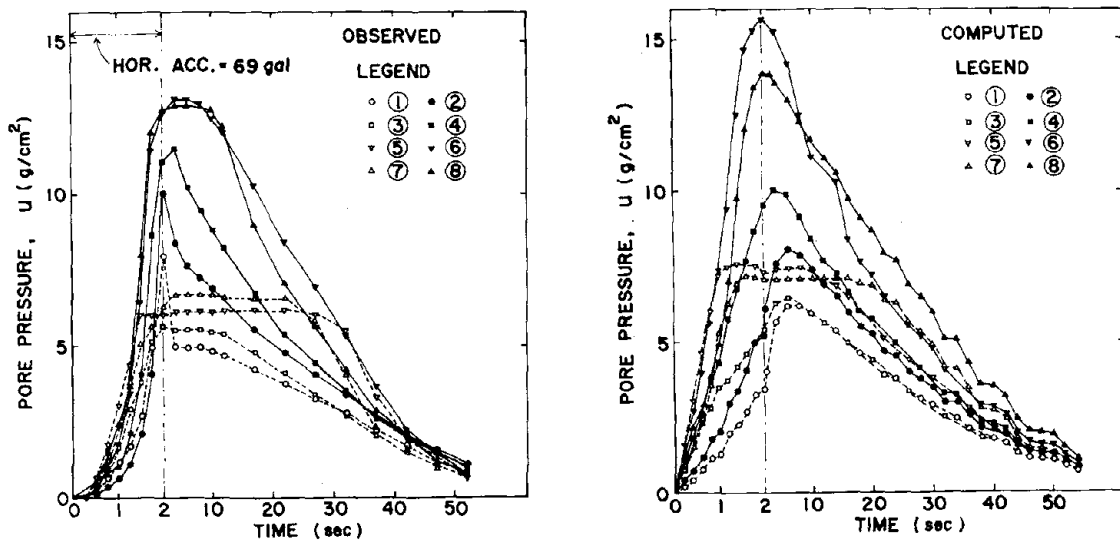 15
10
5
0
PORE PRESSURE, u (g/cm²)
HOR. ACC. = 69 gal
OBSERVED
LEGEND
① ②
③ ④
⑤ ⑥
⑦ ⑧
0 1 2 10 20 30 40 50
TIME (sec)
15
10
5
0
PORE PRESSURE, u (g/cm²)
COMPUTED
LEGEND
① ②
③ ④
⑤ ⑥
⑦ ⑧
0 1 2 10 20 30 40 50
TIME (sec)